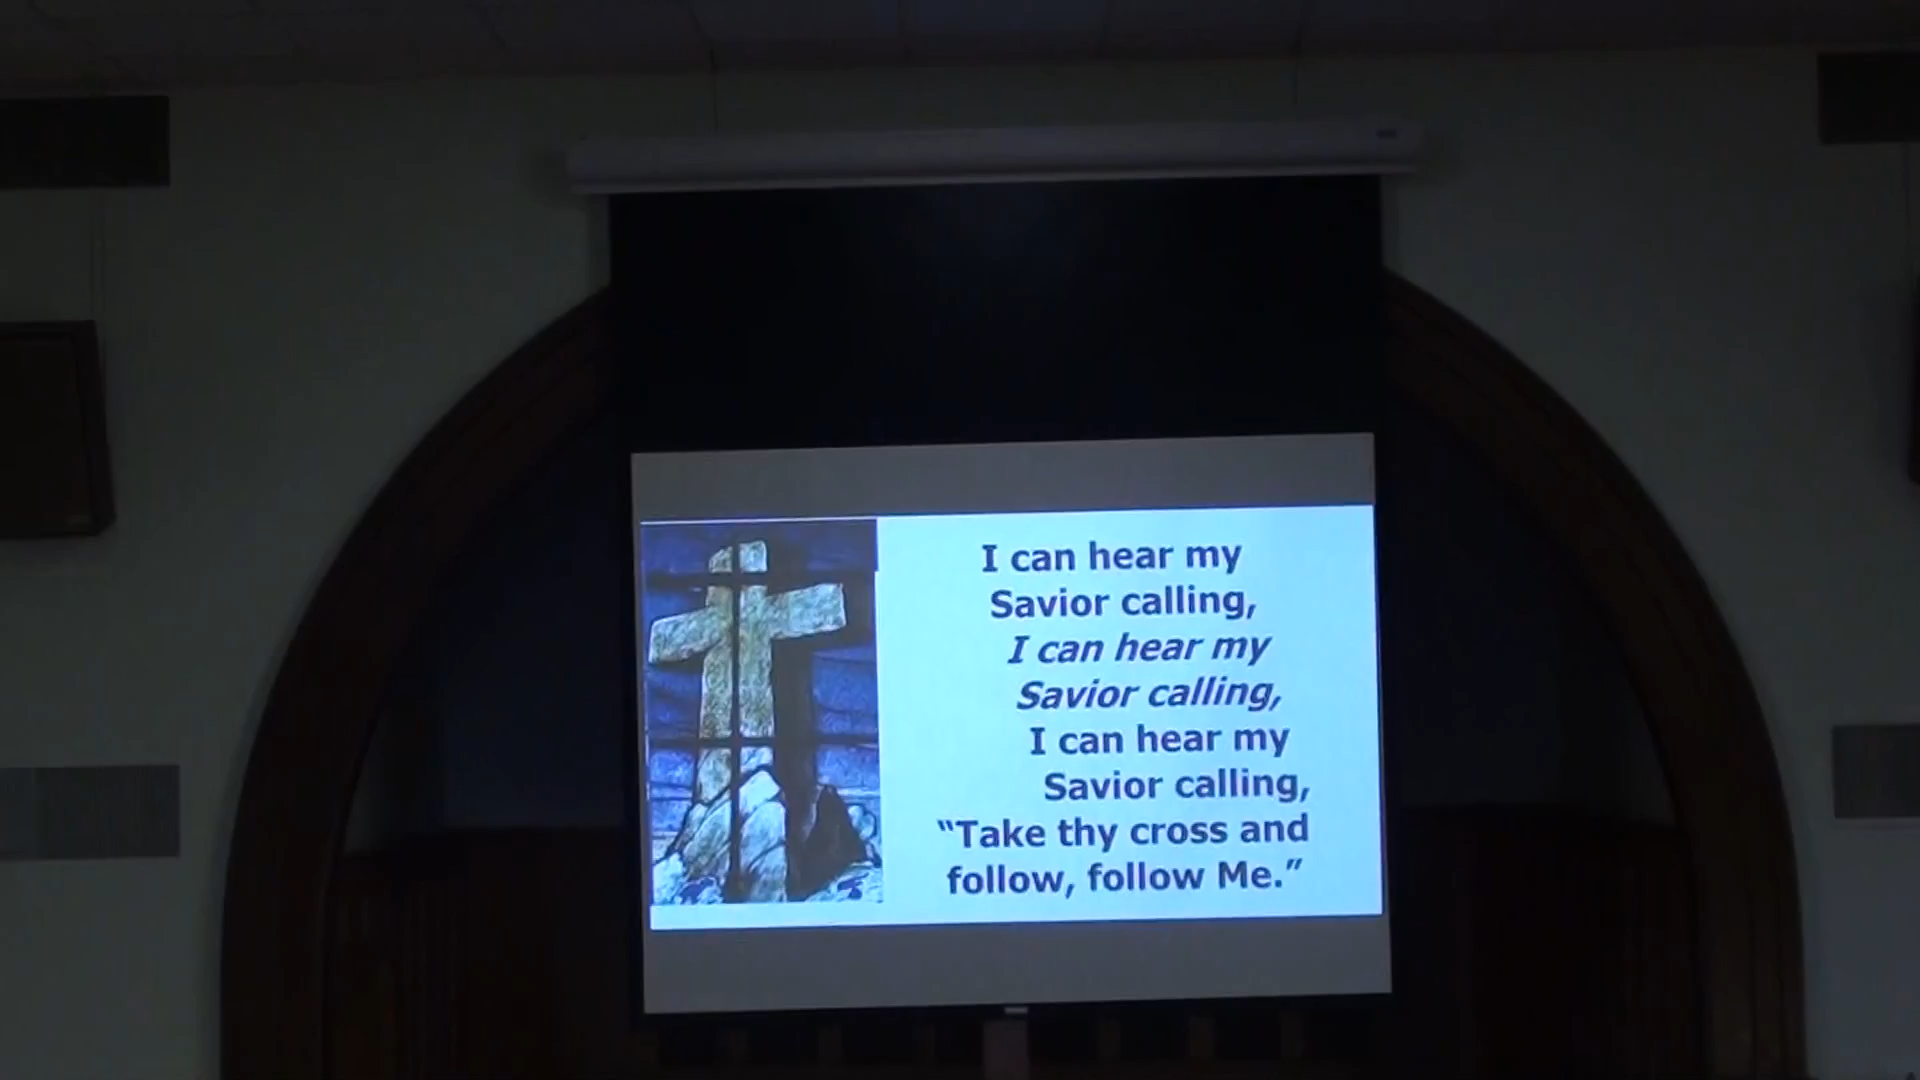 I can hear my
Savior calling,
I can hear my
Savior calling,
I can hear my
Savior calling,
“Take thy cross and
follow, follow Me.”